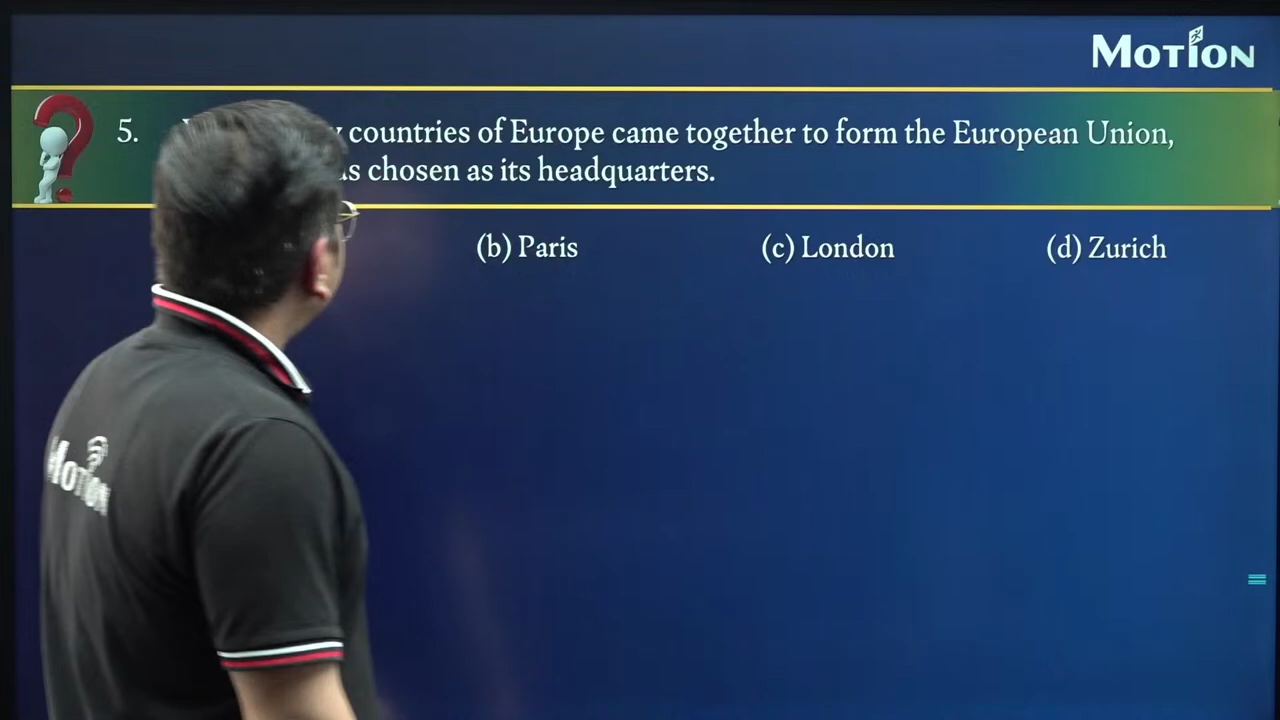 MOTION
5. countries of Europe came together to form the European Union,
chosen as its headquarters.
(b) Paris (c) London (d) Zurich
MOTION